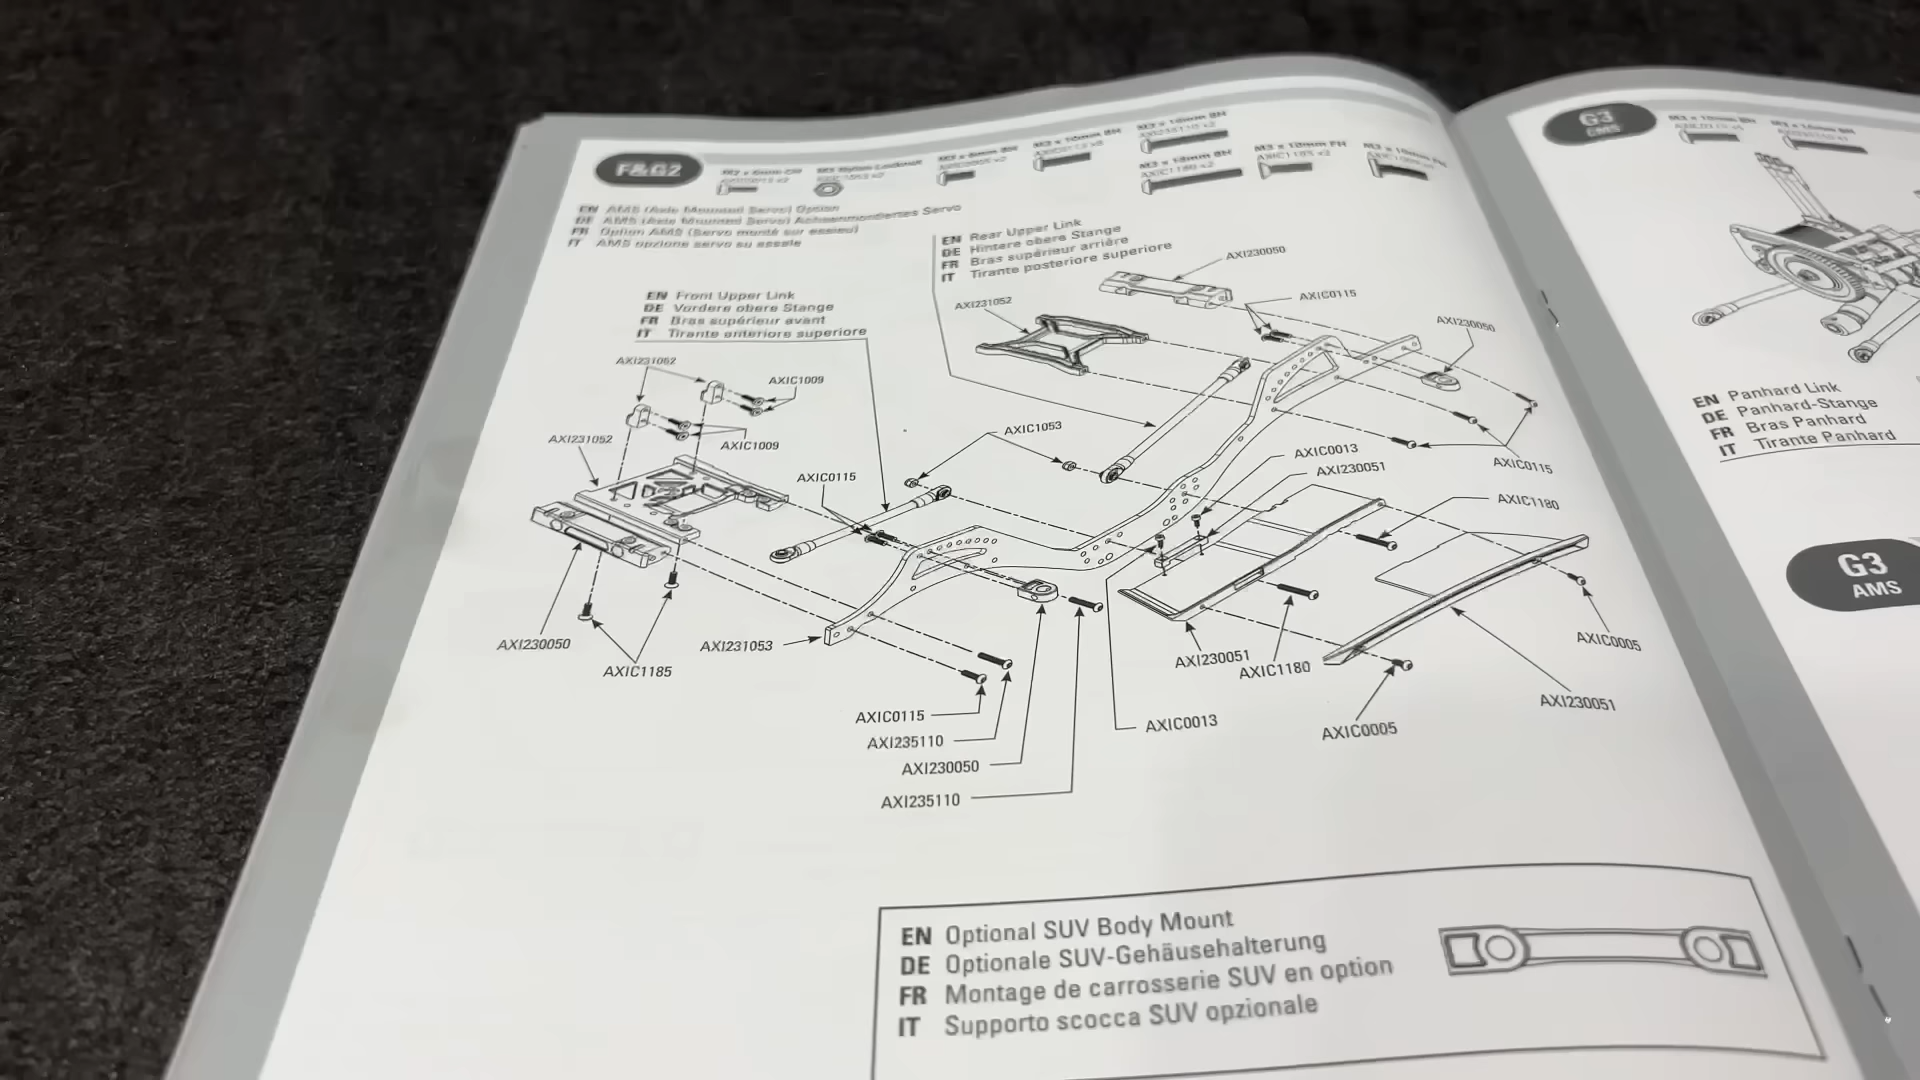 F&G2
EN AMS (Axle Mounted Servo) Option
DE AMS (Axle Mounted Servo) Achsenmontiertes Servo
FR Option AMS (Servo monté sur essieu)
IT AMS opzione servo su assale
EN Rear Upper Link
DE Hintere obere Stange
FR Bras supérieur arrière
IT Tirante posteriore superiore
EN Front Upper Link
DE Vordere obere Stange
FR Bras supérieur avant
IT Tirante anteriore superiore
AXI230050
AXIC0115
AXI231052
AXI230050
AXI231052
AXIC1009
AXI231052
AXIC1009
AXIC1053
AXIC0115
AXIC0013
AXI230051
AXIC0115
AXIC1180
AXI230050
AXIC1185
AXI231053
AXI230051
AXIC1180
AXIC0005
AXI230051
AXIC0115
AXIC0013
AXIC0005
AXI235110
AXI230050
AXI235110
EN Optional SUV Body Mount
DE Optionale SUV-Gehäusehalterung
FR Montage de carrosserie SUV en option
IT Supporto scocca SUV opzionale
G3
EN Panhard Link
DE Panhard-Stange
FR Bras Panhard
IT Tirante Panhard
G3
AMS